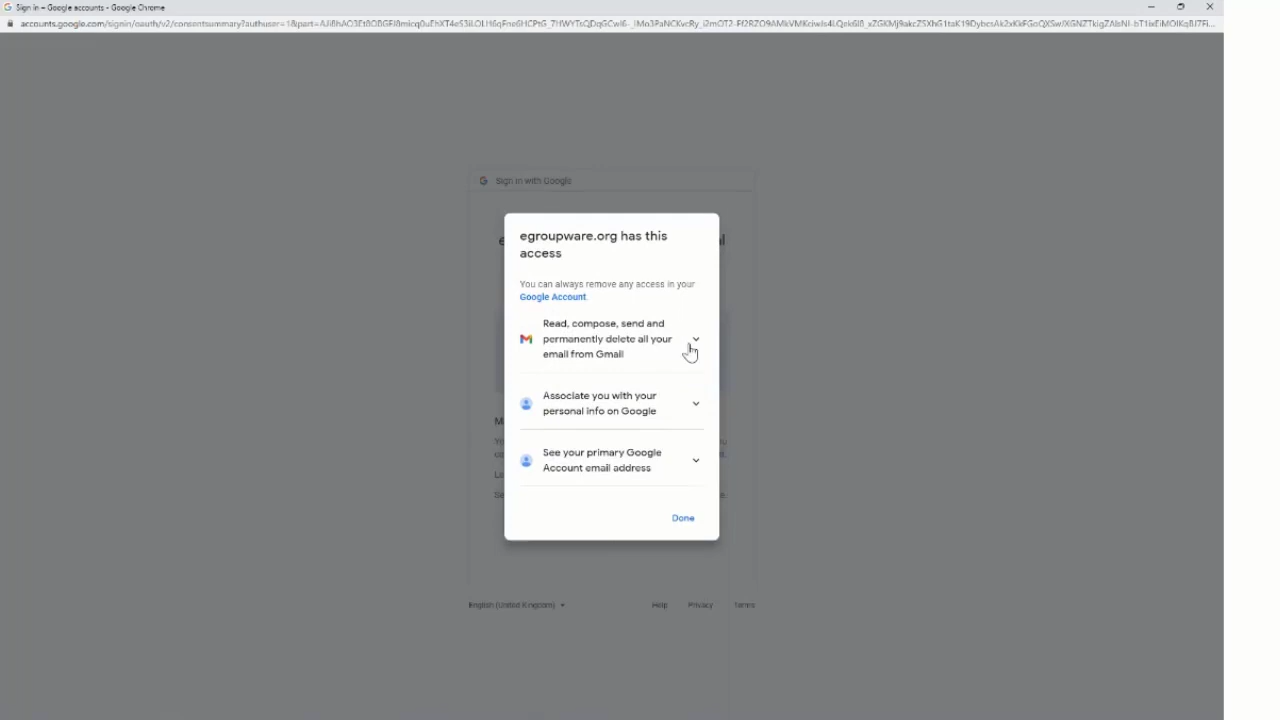 Sign in – Google accounts - Google Chrome
Sign in with Google
egroupware.org has this
access
You can always remove any access in your
Google Account.
Read, compose, send and
permanently delete all your
email from Gmail
Associate you with your
personal info on Google
See your primary Google
Account email address
Done
English (United Kingdom)
Help Privacy Terms